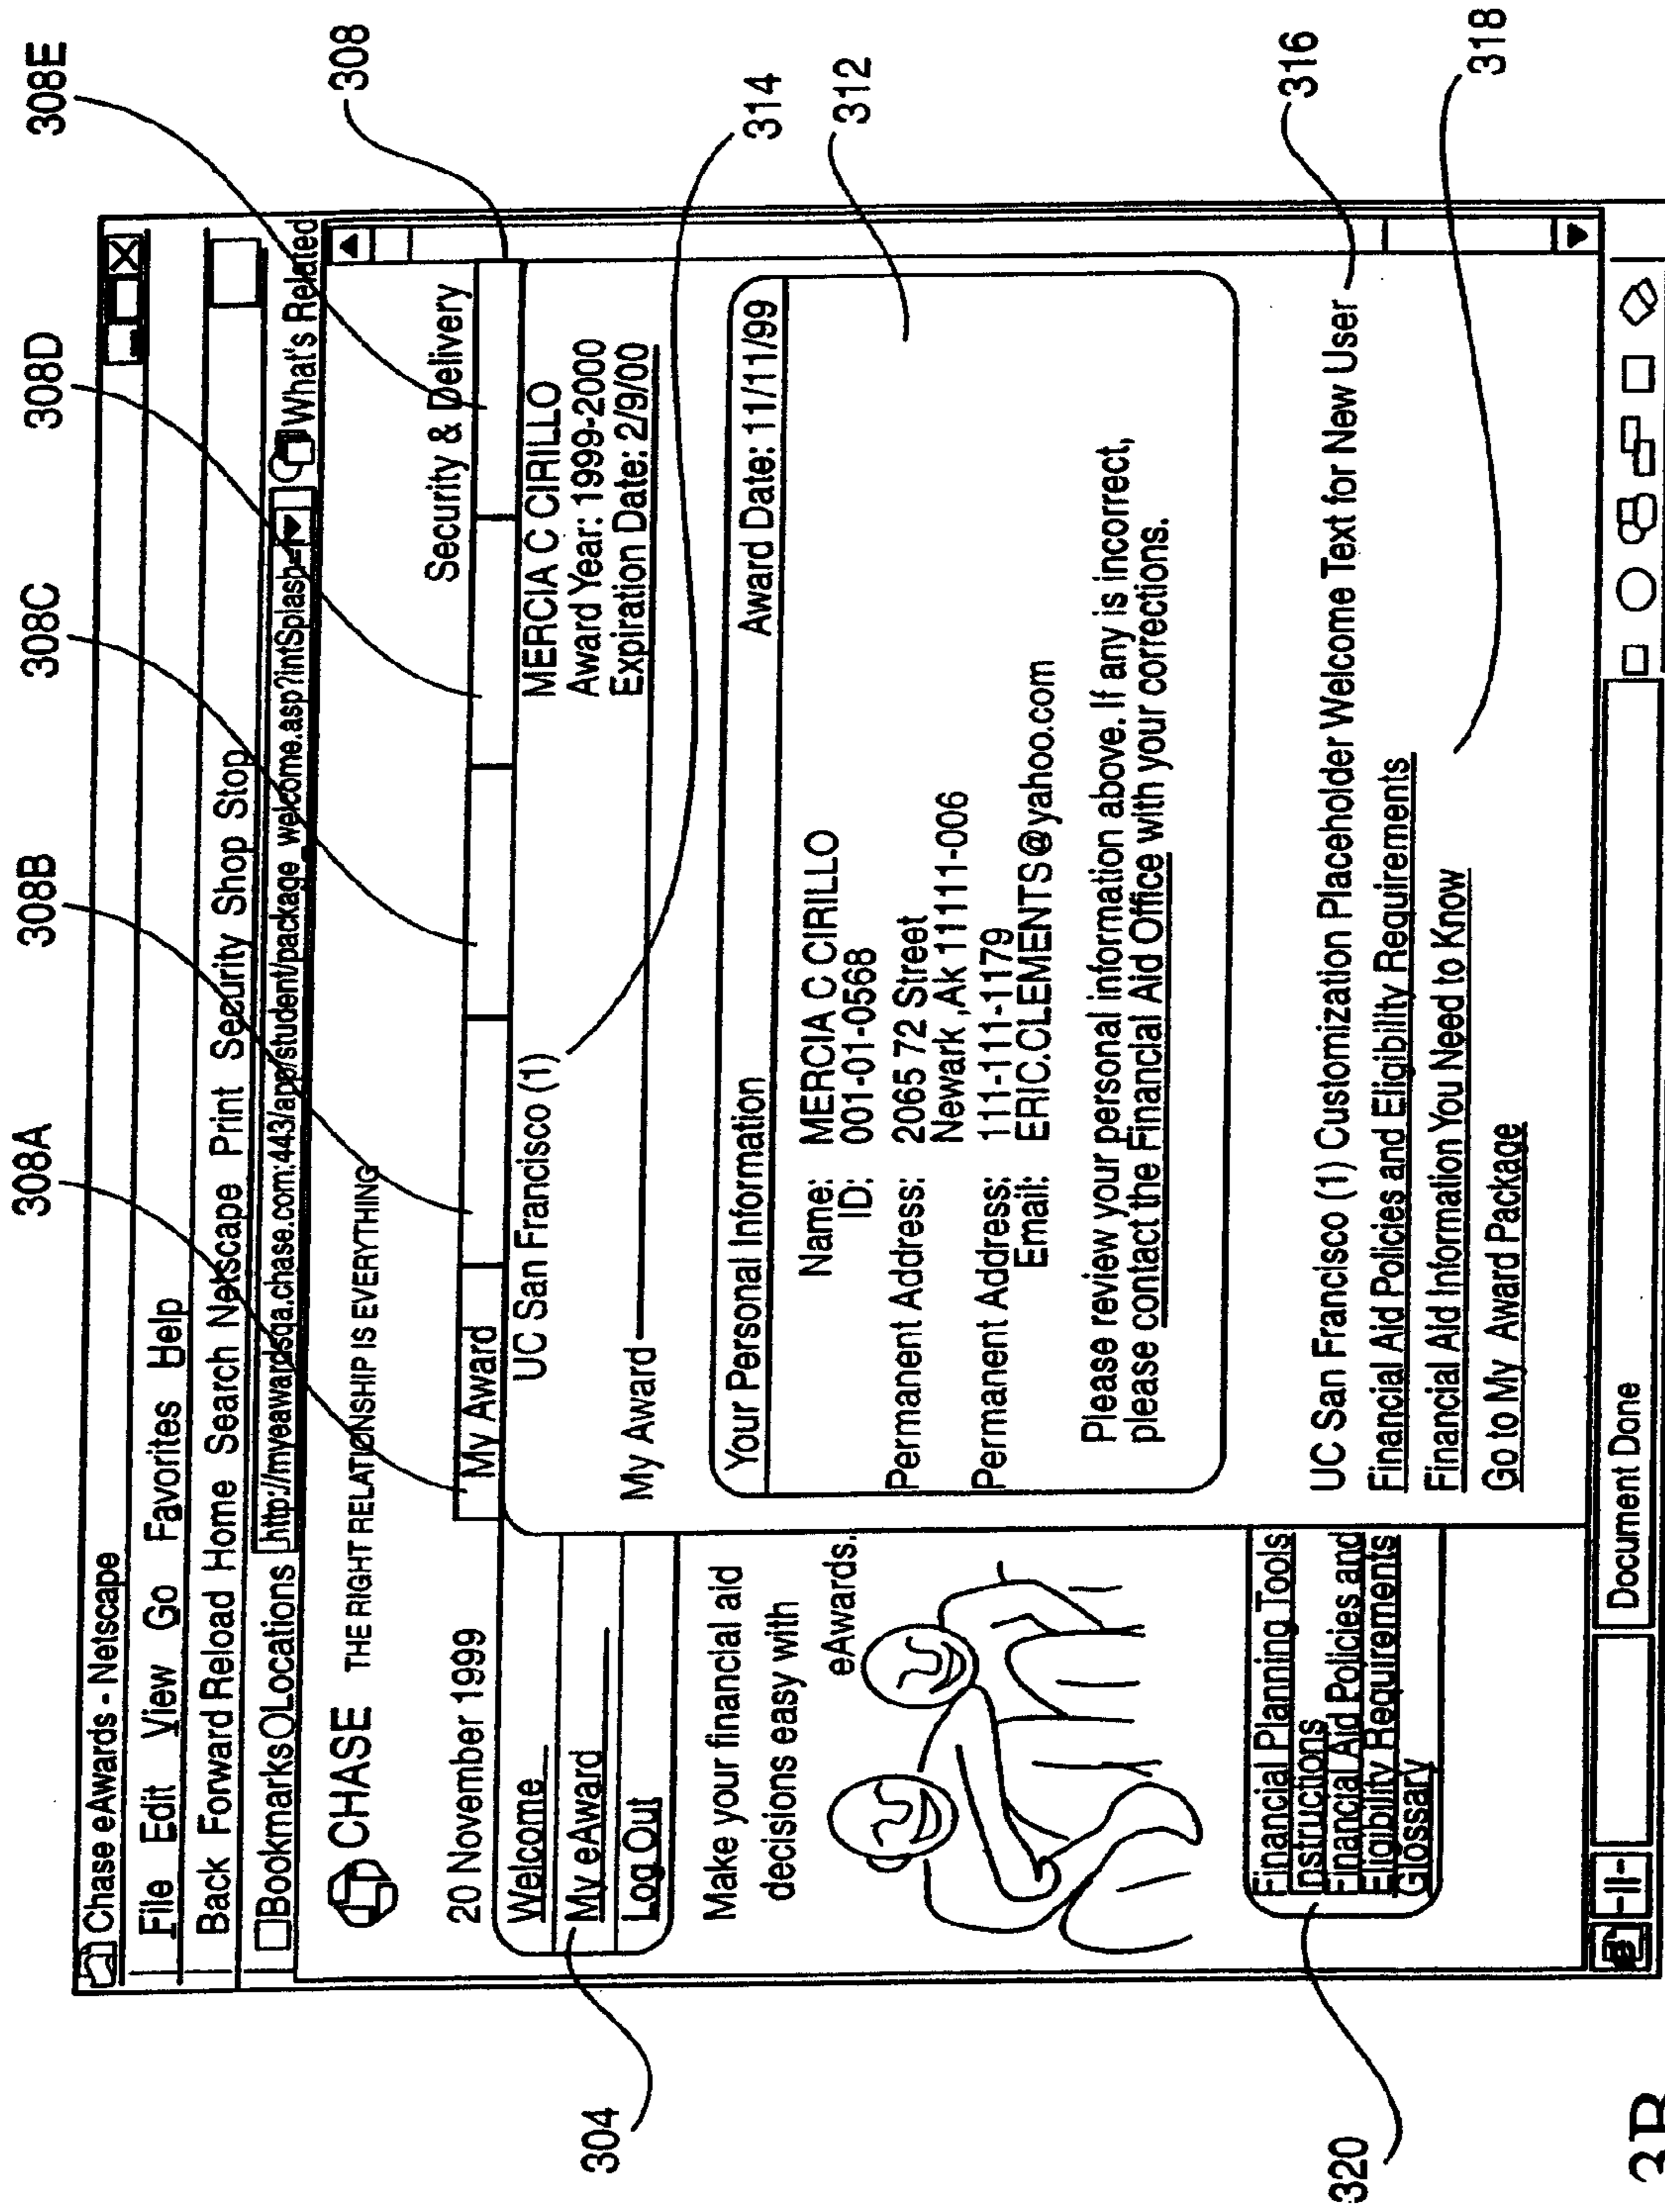 308A
308B
308C
308D
308E
308
314
312
316
318
304
320
Chase eAwards - Netscape
File Edit View Go Favorites Help
Back Forward Reload Home Search Netscape Print Security Shop Stop
Bookmarks Locations http://myeawardsqa.chase.com:443/app/student/package_welcome.asp?intSplash= What's Related
CHASE THE RIGHT RELATIONSHIP IS EVERYTHING
Security & Delivery
20 November 1999
My Award
Welcome
My eAward
Log Out
UC San Francisco (1)
MERCIA C CIRILLO
Award Year: 1999-2000
Expiration Date: 2/9/00
My Award
Make your financial aid
decisions easy with
eAwards.
Your Personal Information Award Date: 11/11/99
Name: MERCIA C CIRILLO
ID: 001-01-0568
Permanent Address: 2065 72 Street
Newark ,Ak 11111-006
Permanent Address: 111-111-1179
Email: ERIC.CLEMENTS@yahoo.com
Please review your personal information above. If any is incorrect,
please contact the Financial Aid Office with your corrections.
Financial Planning Tools
Instructions
Financial Aid Policies and
Eligibility Requirements
Glossary
UC San Francisco (1) Customization Placeholder Welcome Text for New User
Financial Aid Policies and Eligibility Requirements
Financial Aid Information You Need to Know
Go to My Award Package
Document Done
3B